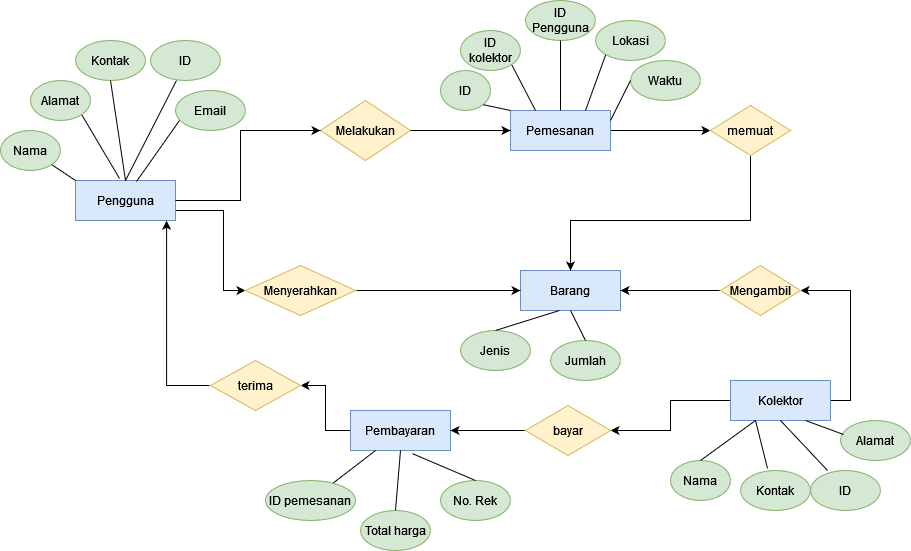 ID
Pengguna
ID
kolektor
Lokasi
Kontak
ID
Waktu
ID
Alamat
Email
Melakukan
Pemesanan
memuat
Nama
Pengguna
Menyerahkan
Barang
Mengambil
Jenis
Jumlah
terima
Kolektor
Pembayaran
bayar
Alamat
Nama
Kontak
ID
ID pemesanan
No. Rek
Total harga